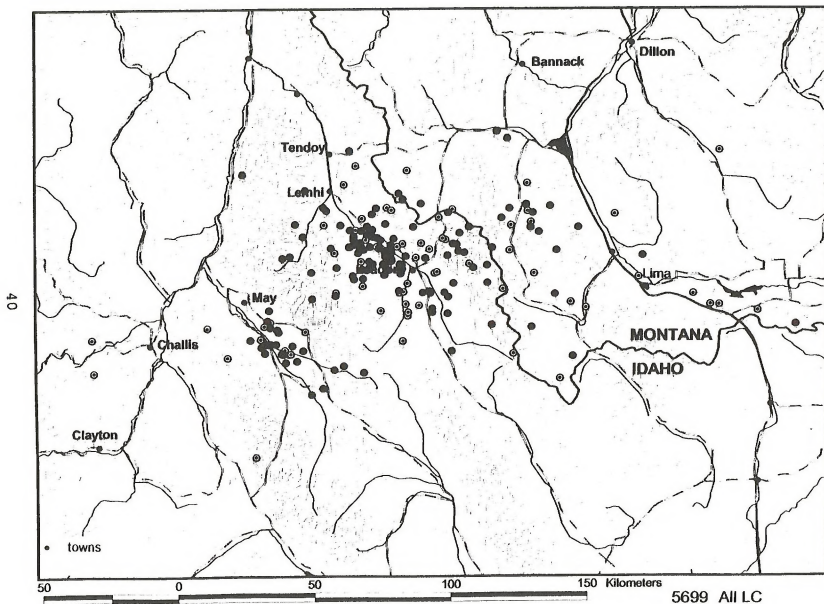 Bannack
Dillon
Tendoy
Lemhi
May
Lima
Challis
MONTANA
IDAHO
Clayton
towns
50 0 50 100 150 Kilometers
5699 All LC
40